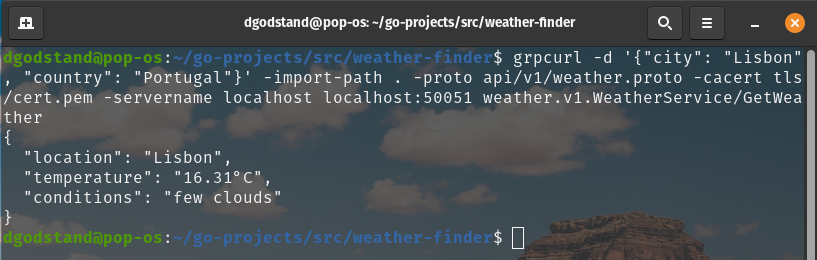 dgodstand@pop-os: ~/go-projects/src/weather-finder
dgodstand@pop-os:~/go-projects/src/weather-finder$ grpcurl -d '{"city": "Lisbon"
, "country": "Portugal"}' -import-path . -proto api/v1/weather.proto -cacert tls
/cert.pem -servername localhost localhost:50051 weather.v1.WeatherService/GetWea
ther
{
  "location": "Lisbon",
  "temperature": "16.31°C",
  "conditions": "few clouds"
}
dgodstand@pop-os:~/go-projects/src/weather-finder$